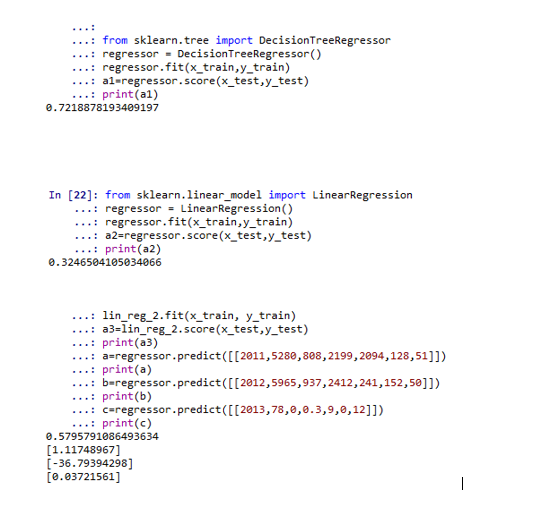 ...:
...: from sklearn.tree import DecisionTreeRegressor
...: regressor = DecisionTreeRegressor()
...: regressor.fit(x_train,y_train)
...: a1=regressor.score(x_test,y_test)
...: print(a1)
0.7218878193409197
In [22]: from sklearn.linear_model import LinearRegression
...: regressor = LinearRegression()
...: regressor.fit(x_train,y_train)
...: a2=regressor.score(x_test,y_test)
...: print(a2)
0.3246504105034066
...: lin_reg_2.fit(x_train, y_train)
...: a3=lin_reg_2.score(x_test,y_test)
...: print(a3)
...: a=regressor.predict([[2011,5280,808,2199,2094,128,51]])
...: print(a)
...: b=regressor.predict([[2012,5965,937,2412,241,152,50]])
...: print(b)
...: c=regressor.predict([[2013,78,0,0.3,9,0,12]])
...: print(c)
0.5795791086493634
[1.11748967]
[-36.79394298]
[0.03721561]